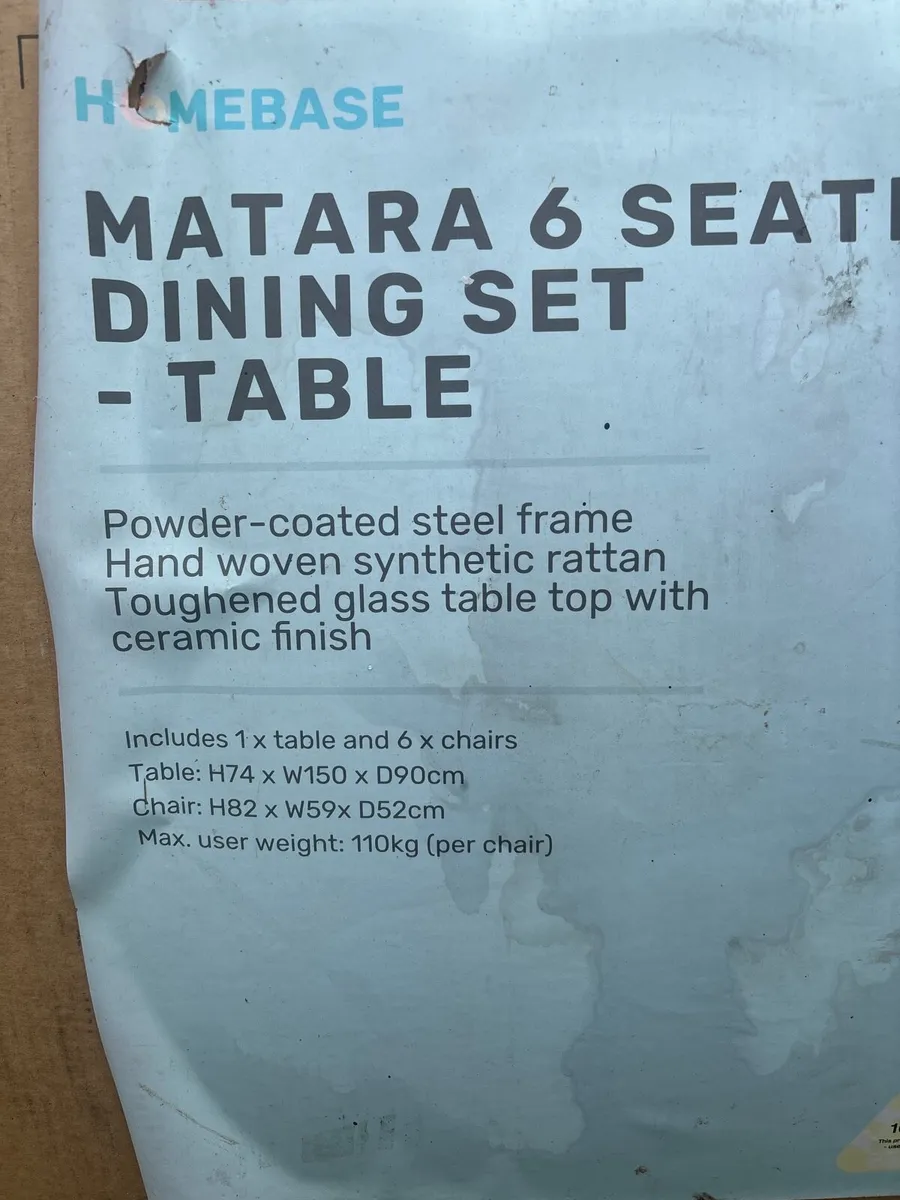 HOMEBASE
MATARA 6 SEAT
DINING SET
- TABLE
Powder-coated steel frame
Hand woven synthetic rattan
Toughened glass table top with
ceramic finish
Includes 1 x table and 6 x chairs
Table: H74 x W150 x D90cm
Chair: H82 x W59x D52cm
Max. user weight: 110kg (per chair)